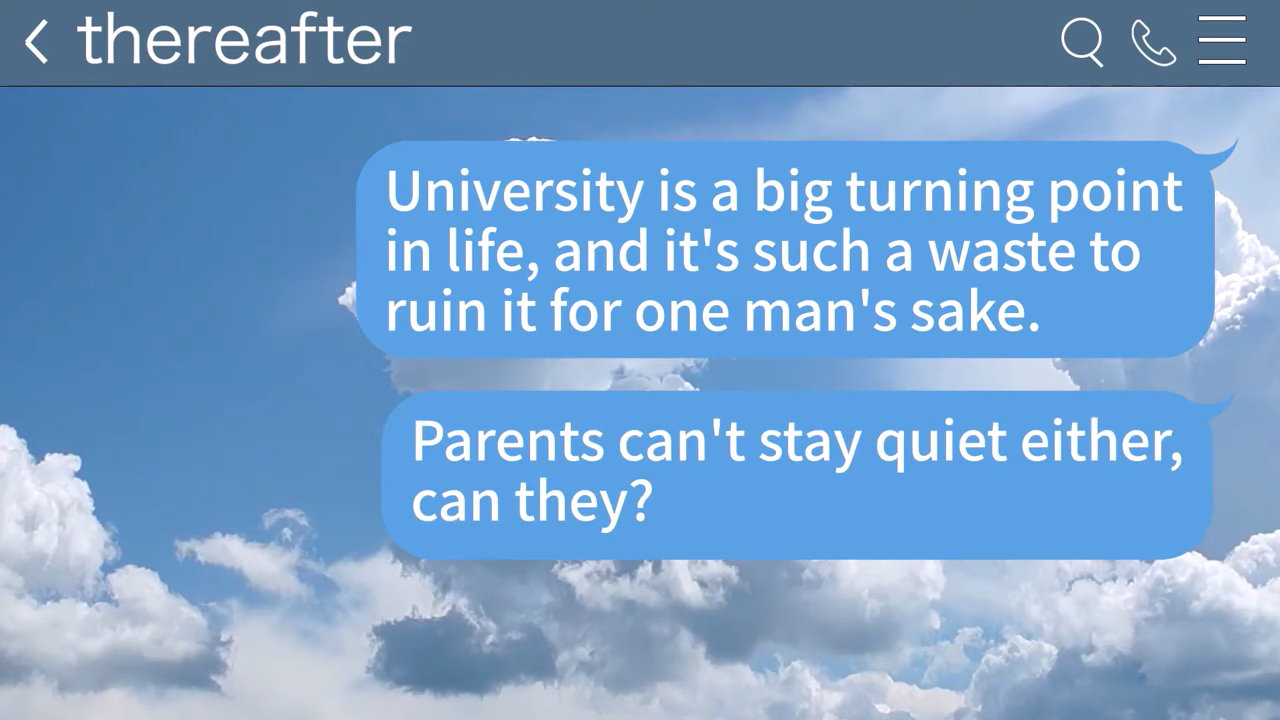 thereafter
University is a big turning point
in life, and it's such a waste to
ruin it for one man's sake.
Parents can't stay quiet either,
can they?